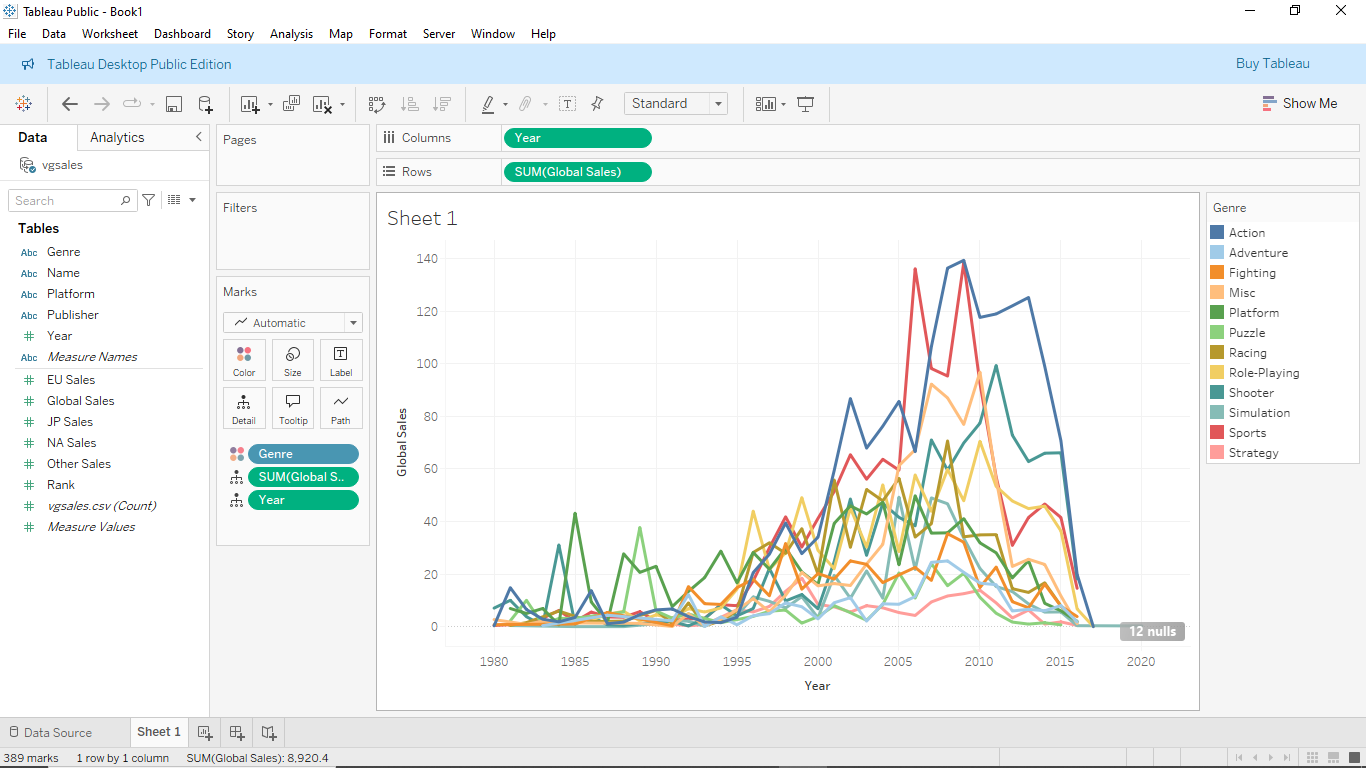 Tableau Public - Book1
File Data Worksheet Dashboard Story Analysis Map Format Server Window Help
Tableau Desktop Public Edition
Buy Tableau
Standard
Show Me
Data
Analytics
vgsales
Search
Tables
Abc Genre
Abc Name
Abc Platform
Abc Publisher
# Year
Abc Measure Names
# EU Sales
# Global Sales
# JP Sales
# NA Sales
# Other Sales
# Rank
# vgsales.csv (Count)
# Measure Values
Pages
Filters
Marks
Automatic
Color Size Label
Detail Tooltip Path
Genre
SUM(Global S..
Year
Columns Year
Rows SUM(Global Sales)
Sheet 1
140
120
100
80
60
40
20
0
Global Sales
12 nulls
1980 1985 1990 1995 2000 2005 2010 2015 2020
Year
Genre
Action
Adventure
Fighting
Misc
Platform
Puzzle
Racing
Role-Playing
Shooter
Simulation
Sports
Strategy
Data Source
Sheet 1
389 marks 1 row by 1 column SUM(Global Sales): 8,920.4